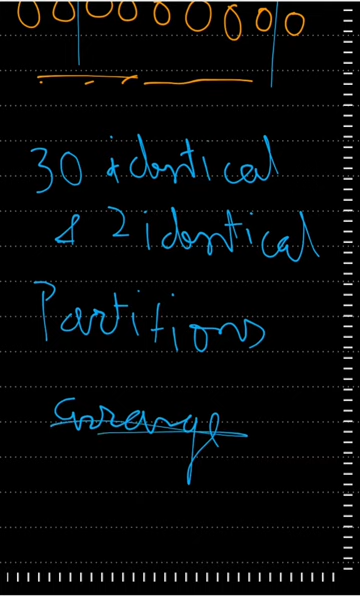 30 identical
& 2 identical
Partitions
arrange